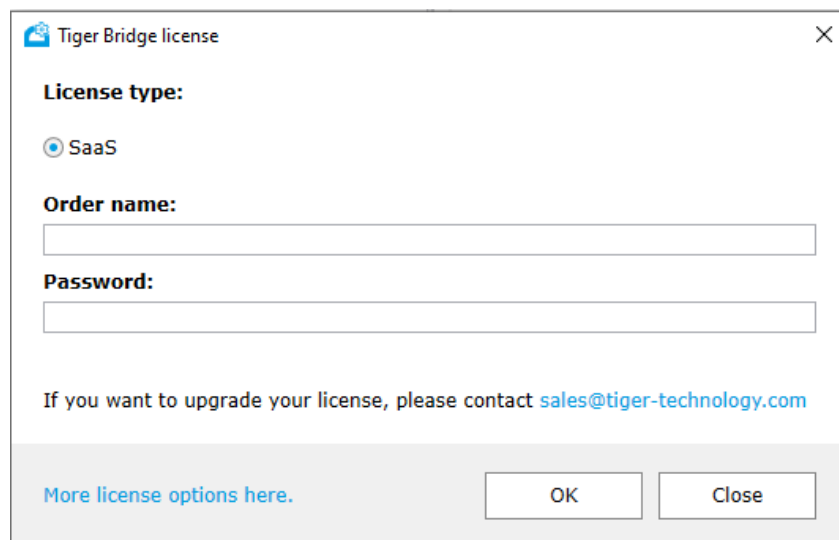 Tiger Bridge license
License type:
SaaS
Order name:
Password:
If you want to upgrade your license, please contact sales@tiger-technology.com
More license options here.
OK
Close